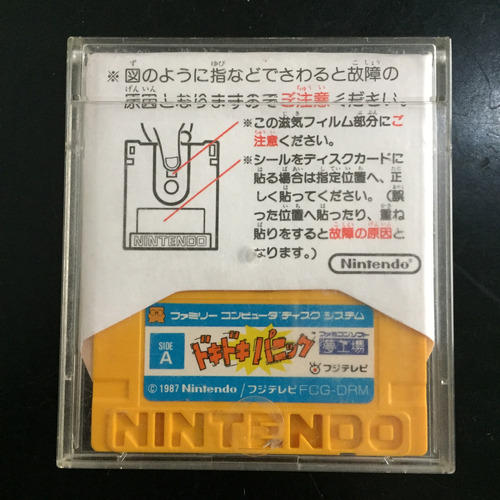 ※図のように指などでさわると故障の
原因となりますのでご注意ください。
※この磁気フィルム部分にご
注意ください。
※シールをディスクカードに
貼る場合は指定位置へ、正
しく貼ってください。(誤
った位置へ貼ったり、重ね
貼りをすると故障の原因と
なります。)
NINTENDO
Nintendo
ファミリー コンピュータ ディスク システム
SIDE
A
ドキドキパニック
ファミコンソフト
夢工場
フジテレビ
©1987 Nintendo/フジテレビ FCG-DRM
NINTENDO